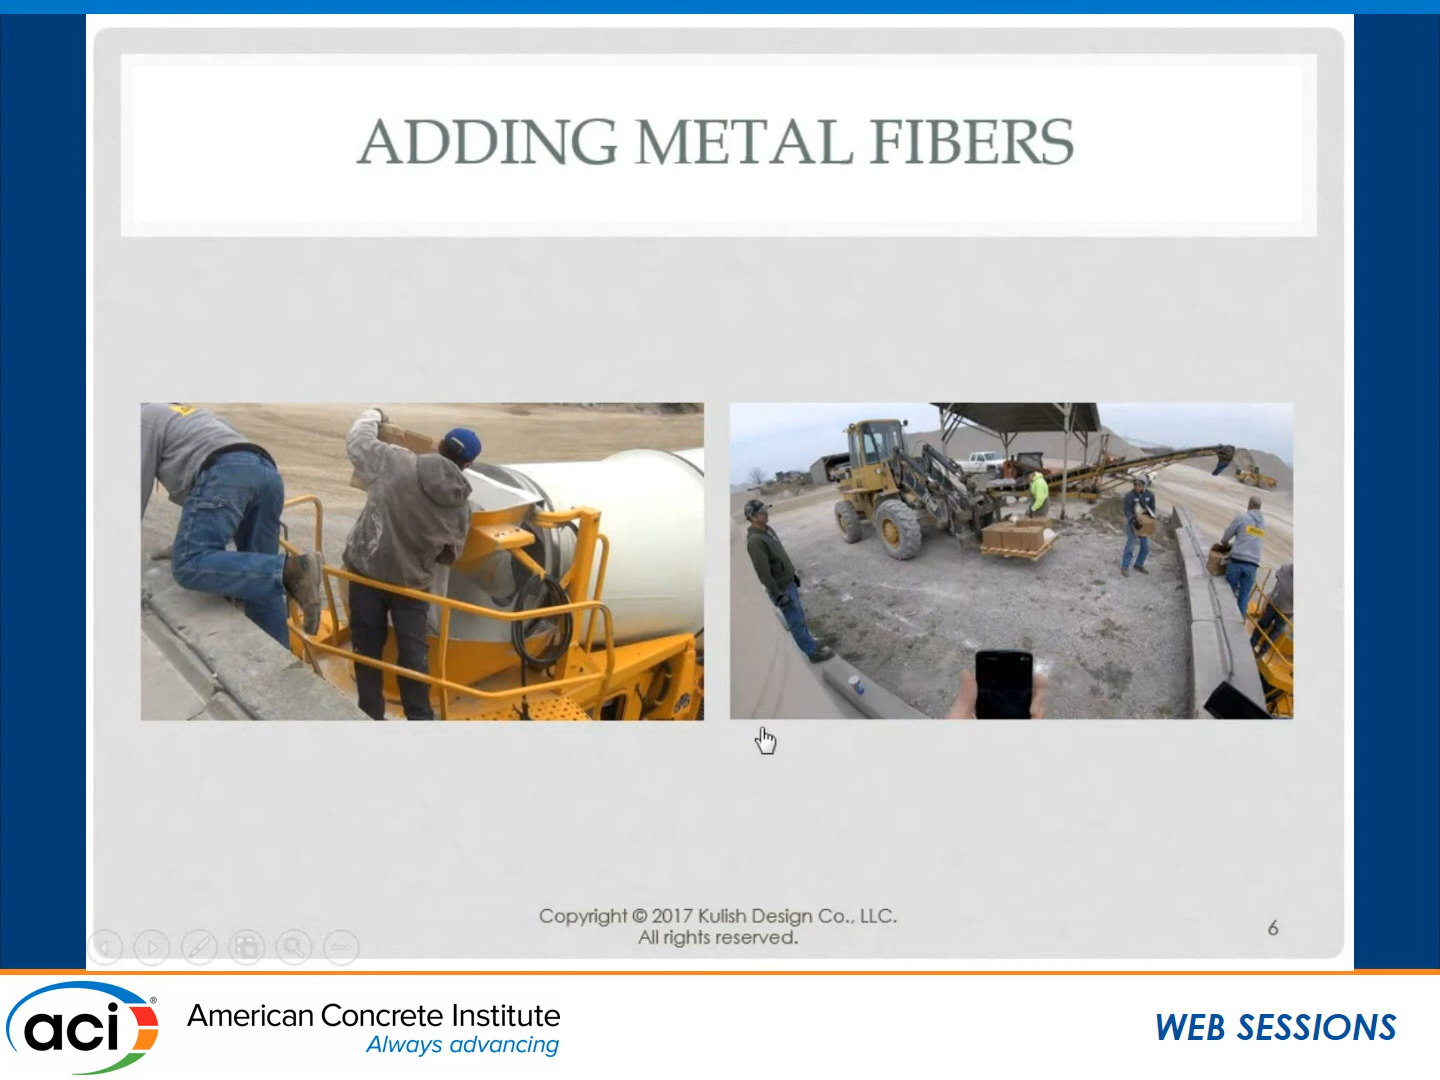 ADDING METAL FIBERS
Copyright © 2017 Kulish Design Co., LLC.
All rights reserved.
6
aci®
American Concrete Institute
Always advancing
WEB SESSIONS